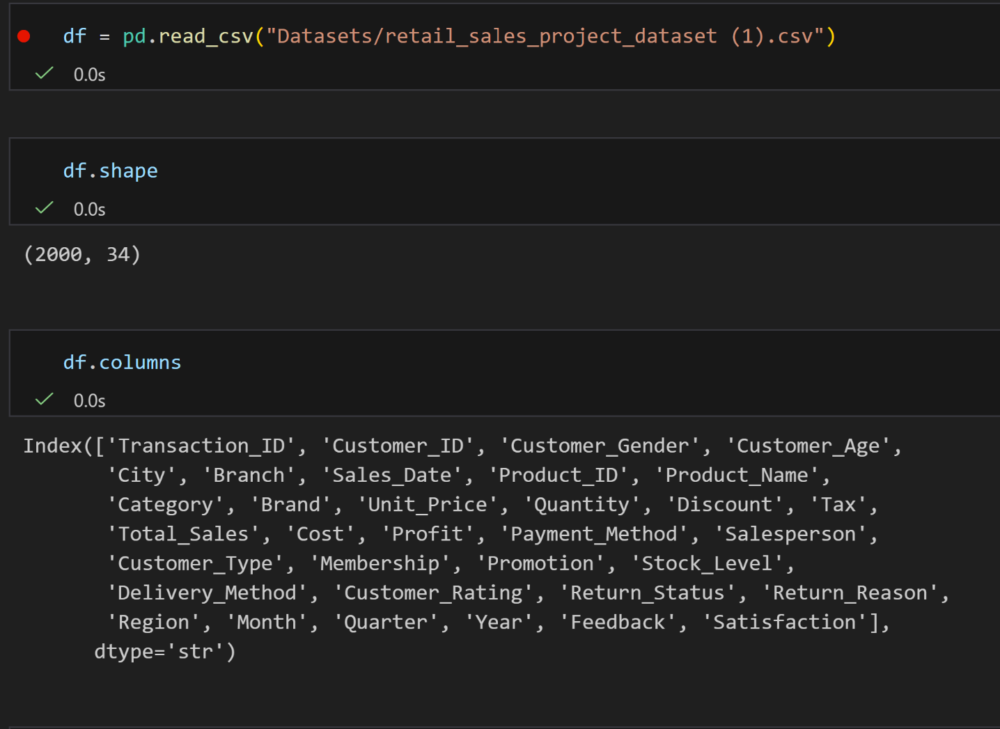 df = pd.read_csv("Datasets/retail_sales_project_dataset (1).csv")
0.0s
df.shape
0.0s
(2000, 34)
df.columns
0.0s
Index(['Transaction_ID', 'Customer_ID', 'Customer_Gender', 'Customer_Age',
'City', 'Branch', 'Sales_Date', 'Product_ID', 'Product_Name',
'Category', 'Brand', 'Unit_Price', 'Quantity', 'Discount', 'Tax',
'Total_Sales', 'Cost', 'Profit', 'Payment_Method', 'Salesperson',
'Customer_Type', 'Membership', 'Promotion', 'Stock_Level',
'Delivery_Method', 'Customer_Rating', 'Return_Status', 'Return_Reason',
'Region', 'Month', 'Quarter', 'Year', 'Feedback', 'Satisfaction'],
dtype='str')